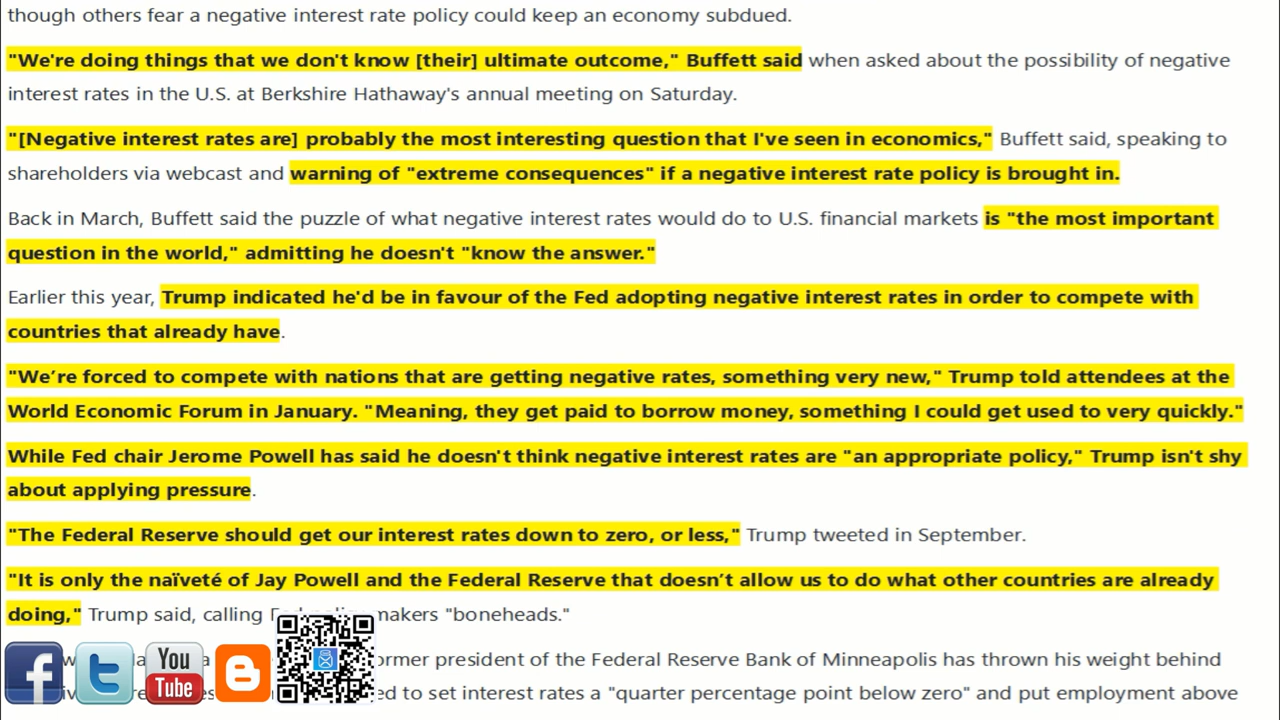 though others fear a negative interest rate policy could keep an economy subdued.
"We're doing things that we don't know [their] ultimate outcome," Buffett said when asked about the possibility of negative
interest rates in the U.S. at Berkshire Hathaway's annual meeting on Saturday.
"[Negative interest rates are] probably the most interesting question that I've seen in economics," Buffett said, speaking to
shareholders via webcast and warning of "extreme consequences" if a negative interest rate policy is brought in.
Back in March, Buffett said the puzzle of what negative interest rates would do to U.S. financial markets is "the most important
question in the world," admitting he doesn't "know the answer."
Earlier this year, Trump indicated he'd be in favour of the Fed adopting negative interest rates in order to compete with
countries that already have.
"We’re forced to compete with nations that are getting negative rates, something very new," Trump told attendees at the
World Economic Forum in January. "Meaning, they get paid to borrow money, something I could get used to very quickly."
While Fed chair Jerome Powell has said he doesn't think negative interest rates are "an appropriate policy," Trump isn't shy
about applying pressure.
"The Federal Reserve should get our interest rates down to zero, or less," Trump tweeted in September.
"It is only the naïveté of Jay Powell and the Federal Reserve that doesn’t allow us to do what other countries are already
doing," Trump said, calling makers "boneheads."
president of the Federal Reserve Bank of Minneapolis has thrown his weight behind
to set interest rates a "quarter percentage point below zero" and put employment above
You
Tube